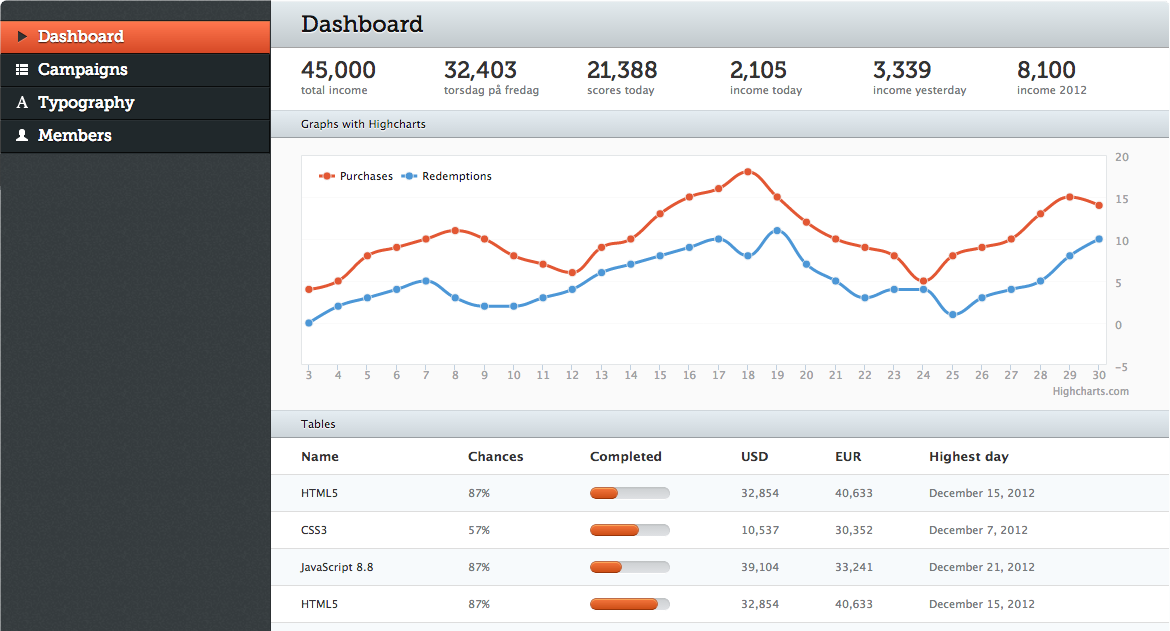 Dashboard
Campaigns
A Typography
Members
Dashboard
45,000 32,403 21,388 2,105 3,339 8,100
total income torsdag på fredag scores today income today income yesterday income 2012
Graphs with Highcharts
Purchases Redemptions
20
15
10
5
0
-5
3 4 5 6 7 8 9 10 11 12 13 14 15 16 17 18 19 20 21 22 23 24 25 26 27 28 29 30
Highcharts.com
Tables
Name Chances Completed USD EUR Highest day
HTML5 87% 32,854 40,633 December 15, 2012
CSS3 57% 10,537 30,352 December 7, 2012
JavaScript 8.8 87% 39,104 33,241 December 21, 2012
HTML5 87% 32,854 40,633 December 15, 2012